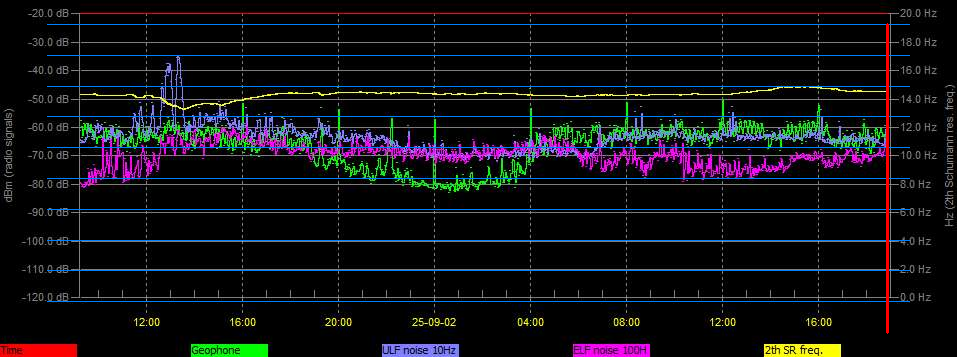 -20.0 dB 20.0 Hz
-30.0 dB 18.0 Hz
-40.0 dB 16.0 Hz
-50.0 dB 14.0 Hz
-60.0 dB 12.0 Hz
-70.0 dB 10.0 Hz
-80.0 dB 8.0 Hz
-90.0 dB 6.0 Hz
-100.0 dB 4.0 Hz
-110.0 dB 2.0 Hz
-120.0 dB 0.0 Hz
dBm (radio signals)
Hz (2th Schumann res. freq.)
12:00 16:00 20:00 25-09-02 04:00 08:00 12:00 16:00
Time Geophone ULF noise 10Hz ELF noise 100H 2th SR freq.